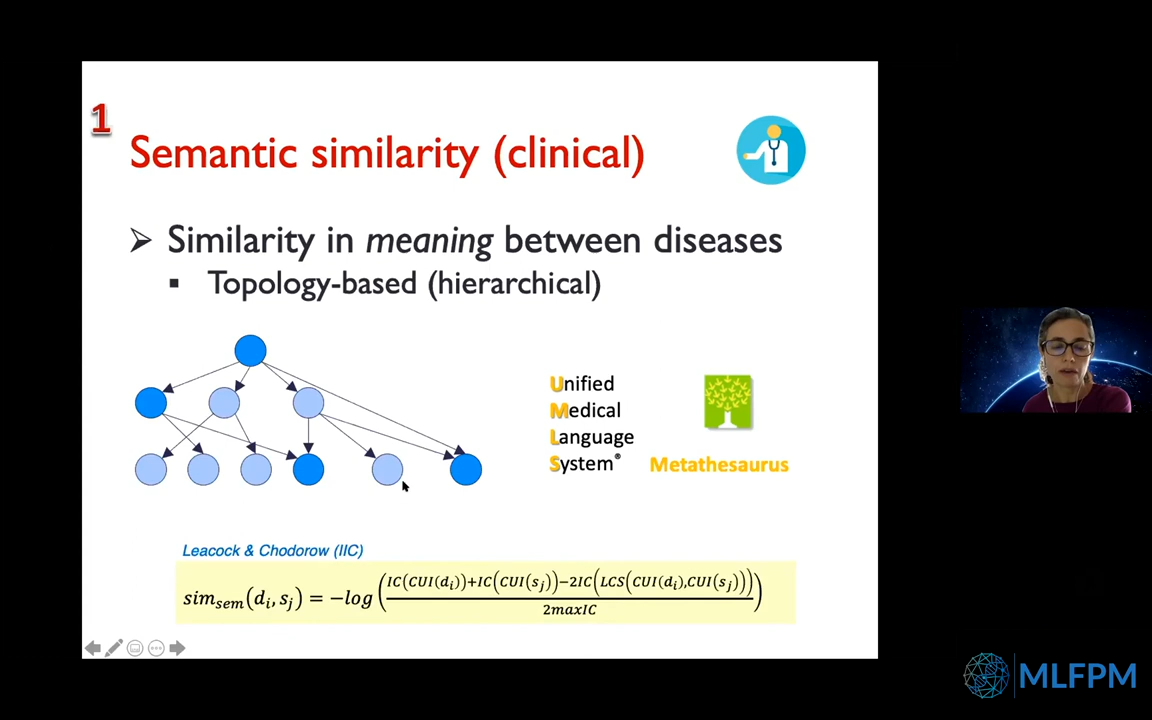 1
Semantic similarity (clinical)
➤ Similarity in meaning between diseases
▪ Topology-based (hierarchical)
Unified
Medical
Language
System®
Metathesaurus
Leacock & Chodorow (IIC)
sim_sem(d_i, s_j) = −log((IC(CUI(d_i))+IC(CUI(s_j))−2IC(LCS(CUI(d_i),CUI(s_j))))/(2maxIC))
MLFPM